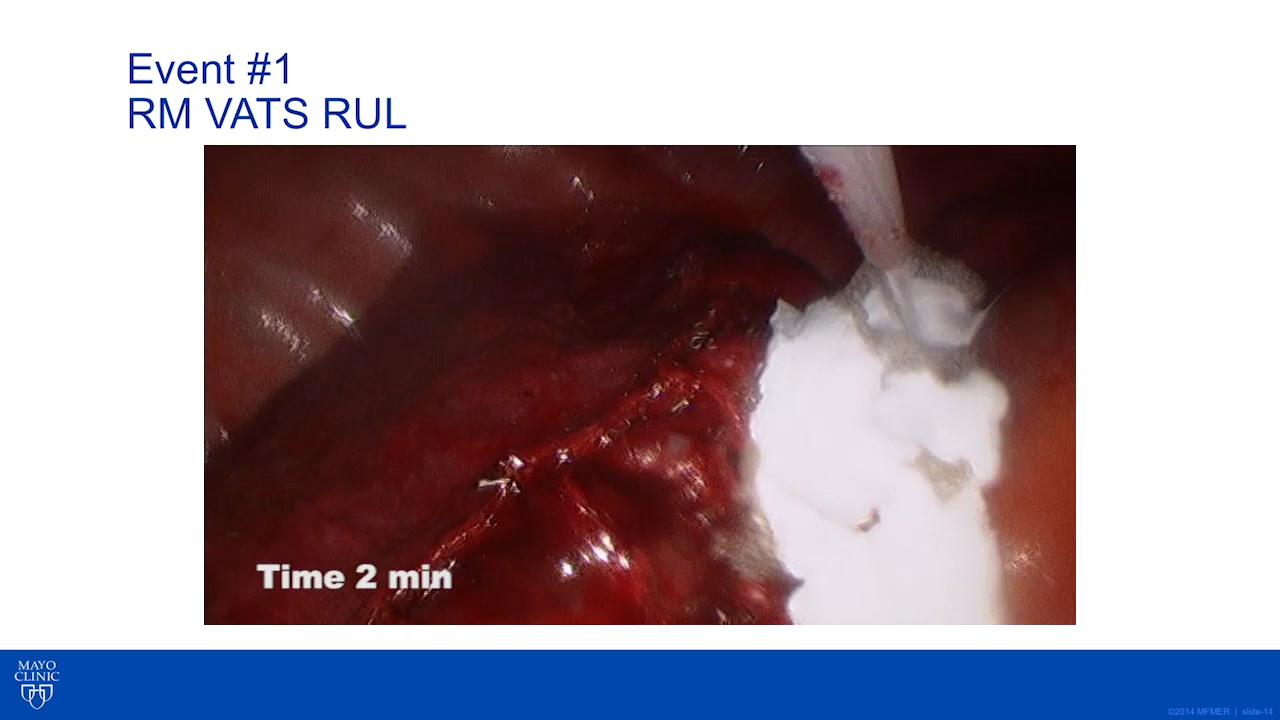 Event #1
RM VATS RUL
Time 2 min
MAYO
CLINIC
©2014 MFMER | slide-14